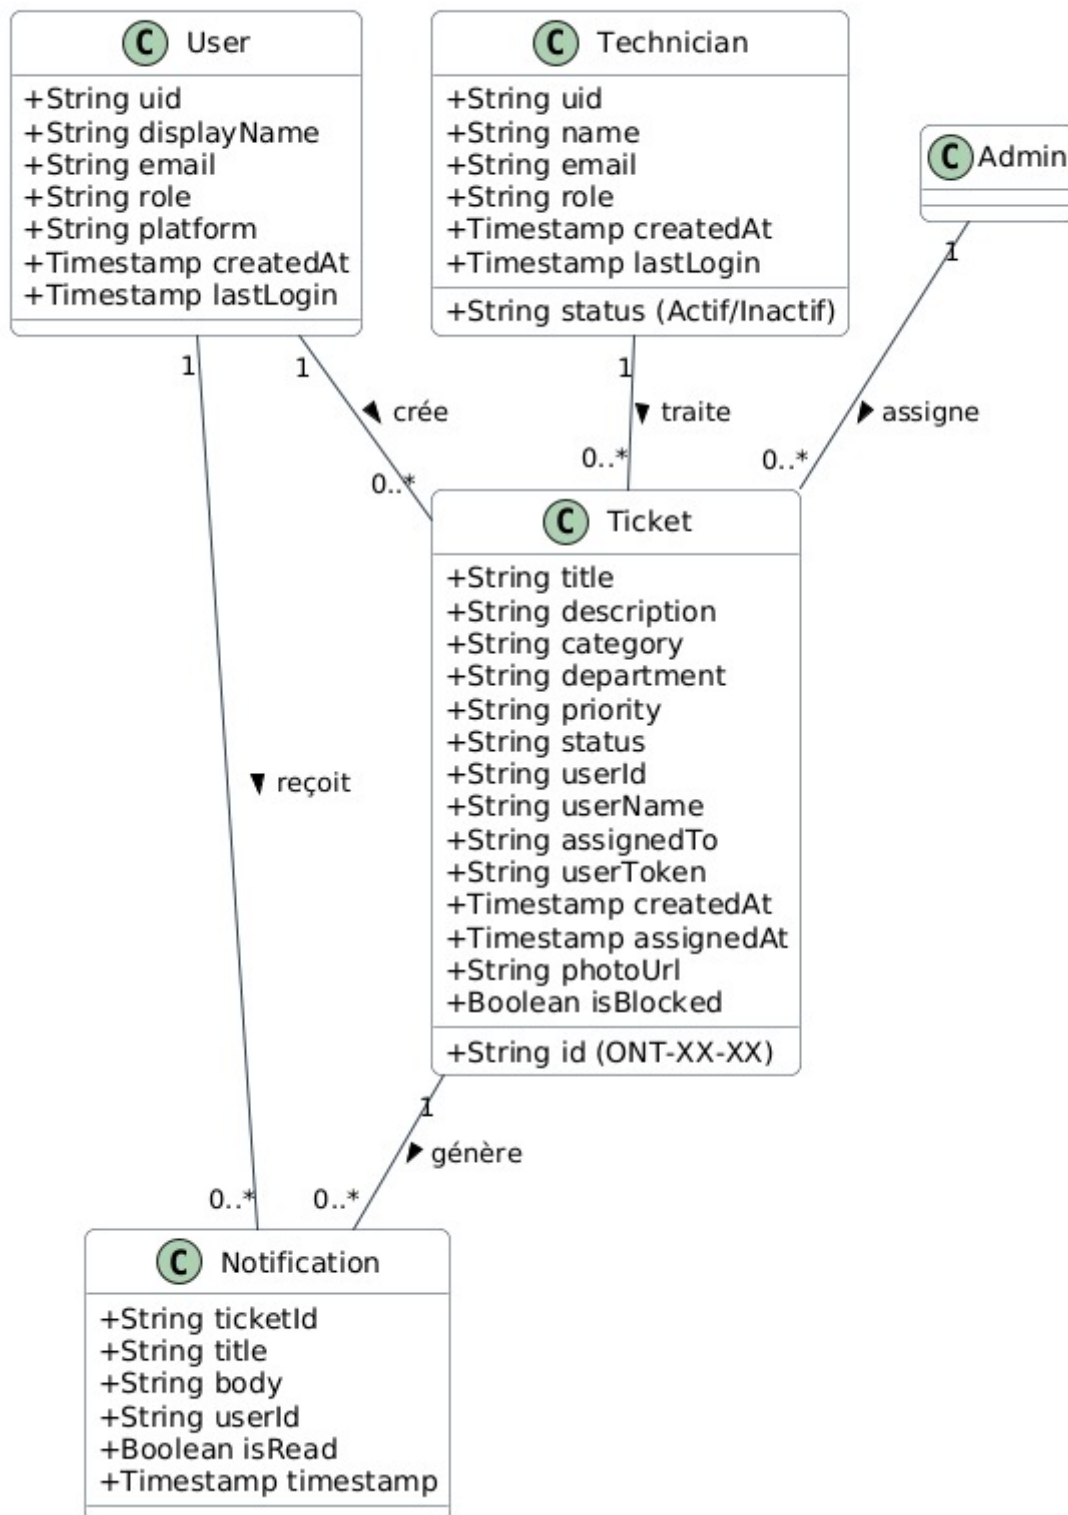 C User
+String uid
+String displayName
+String email
+String role
+String platform
+Timestamp createdAt
+Timestamp lastLogin
C Technician
+String uid
+String name
+String email
+String role
+Timestamp createdAt
+Timestamp lastLogin
+String status (Actif/Inactif)
C Admin
1
1
1
1
crée
traite
assigne
0..*
0..*
0..*
C Ticket
+String title
+String description
+String category
+String department
+String priority
+String status
+String userId
+String userName
+String assignedTo
+String userToken
+Timestamp createdAt
+Timestamp assignedAt
+String photoUrl
+Boolean isBlocked
+String id (ONT-XX-XX)
reçoit
1
génère
0..*
0..*
C Notification
+String ticketId
+String title
+String body
+String userId
+Boolean isRead
+Timestamp timestamp